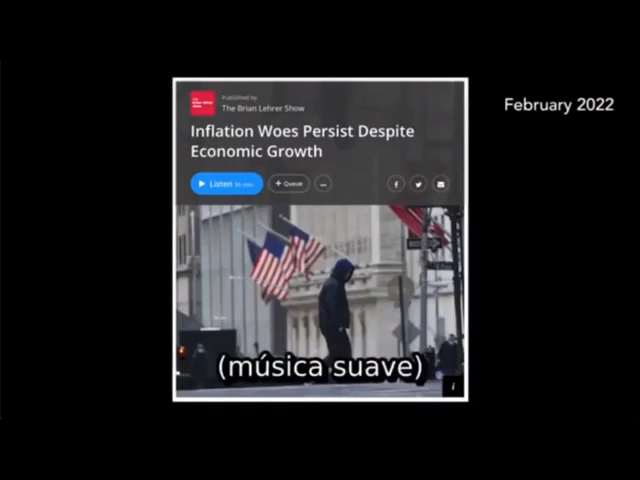 February 2022
Published by
The Brian Lehrer Show
Inflation Woes Persist Despite
Economic Growth
Listen
+ Queue
(música suave)
i